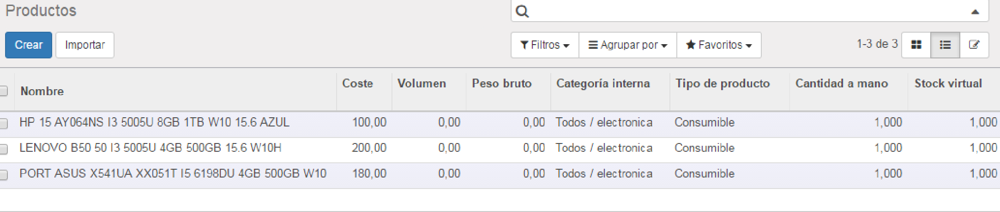 Productos
Crear Importar Filtros Agrupar por Favoritos 1-3 de 3
Nombre Coste Volumen Peso bruto Categoría interna Tipo de producto Cantidad a mano Stock virtual
HP 15 AY064NS I3 5005U 8GB 1TB W10 15.6 AZUL 100,00 0,00 0,00 Todos / electronica Consumible 1,000 1,000
LENOVO B50 50 I3 5005U 4GB 500GB 15.6 W10H 200,00 0,00 0,00 Todos / electronica Consumible 1,000 1,000
PORT ASUS X541UA XX051T I5 6198DU 4GB 500GB W10 180,00 0,00 0,00 Todos / electronica Consumible 1,000 1,000